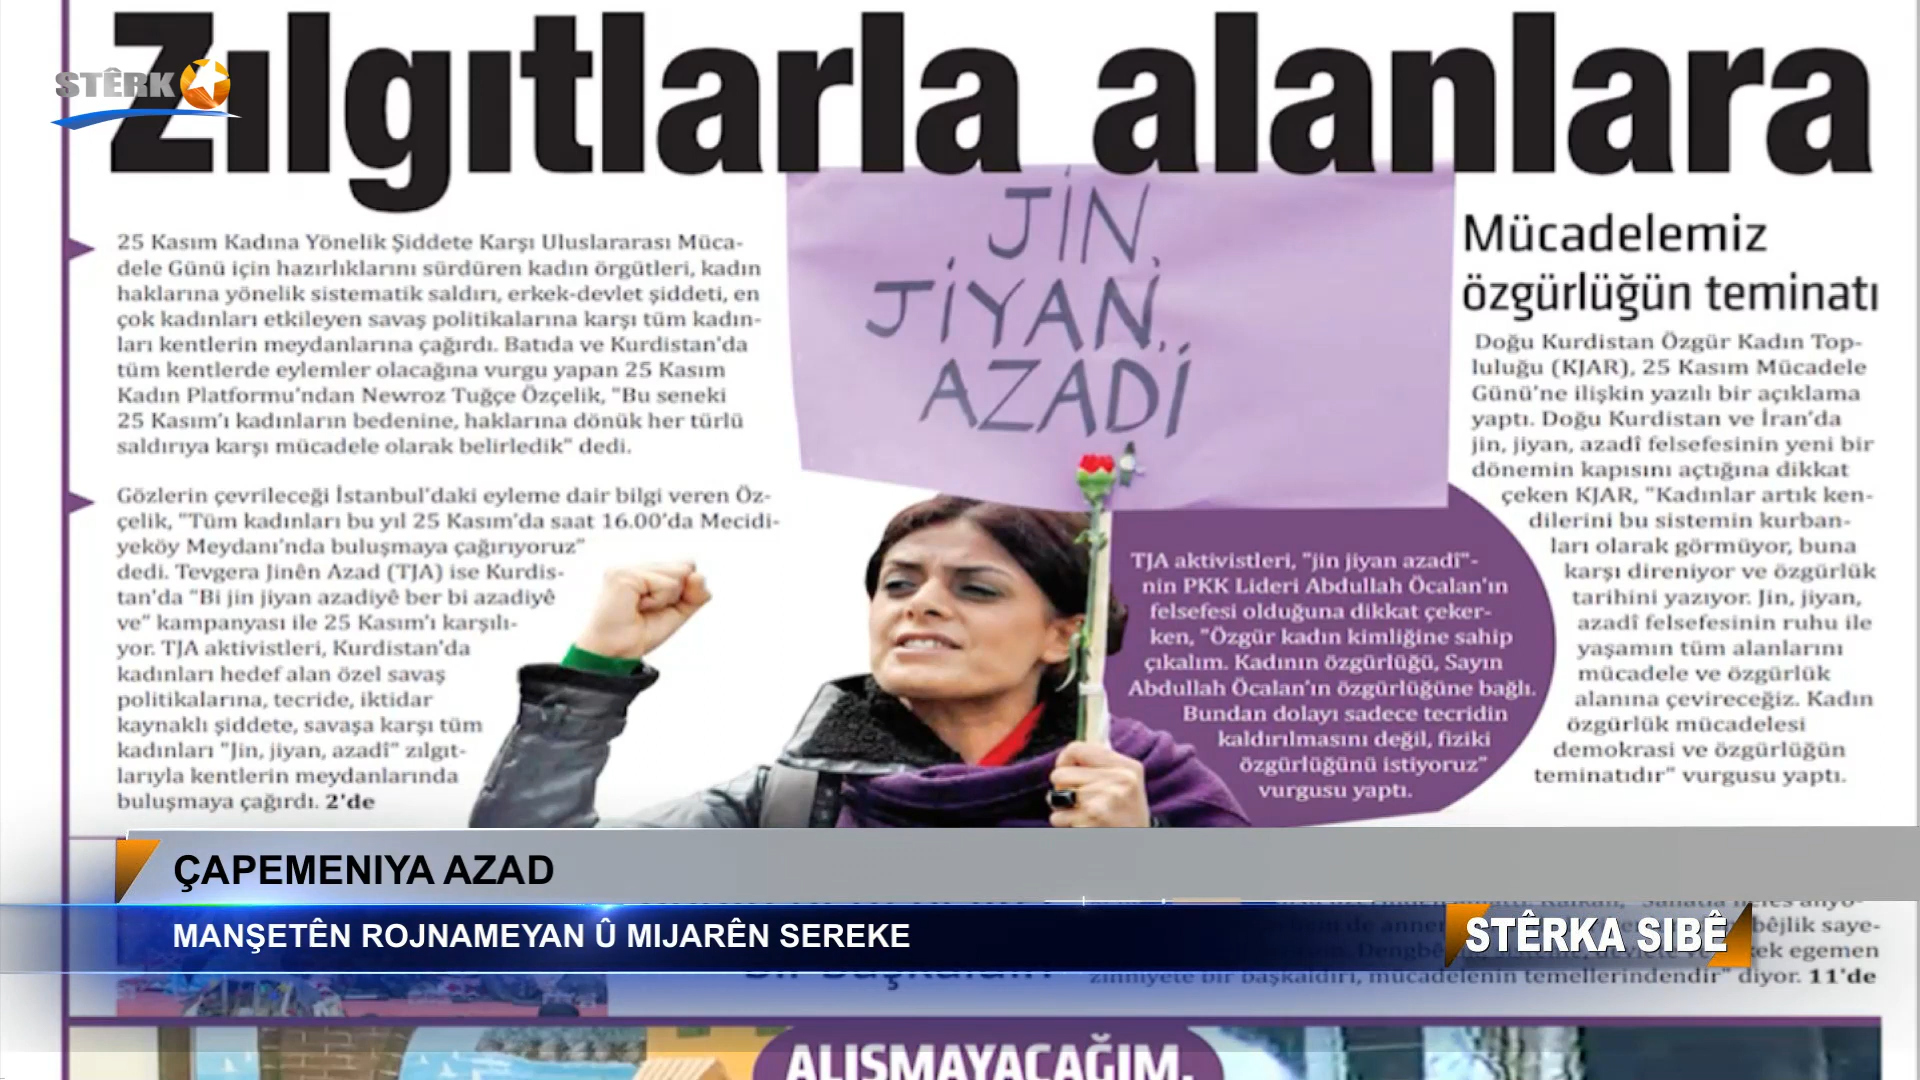 Zılgıtlarla alanlara
STÊRK
25 Kasım Kadına Yönelik Şiddete Karşı Uluslararası Müca-
dele Günü için hazırlıklarını sürdüren kadın örgütleri, kadın
haklarına yönelik sistematik saldırı, erkek-devlet şiddeti, en
çok kadınları etkileyen savaş politikalarına karşı tüm kadın-
ları kentlerin meydanlarına çağırdı. Batıda ve Kurdistan'da
tüm kentlerde eylemler olacağına vurgu yapan 25 Kasım
Kadın Platformu'ndan Newroz Tuğçe Özçelik, "Bu seneki
25 Kasım'ı kadınların bedenine, haklarına dönük her türlü
saldırıya karşı mücadele olarak belirledik" dedi.
Gözlerin çevrileceği İstanbul'daki eyleme dair bilgi veren Öz-
çelik, "Tüm kadınları bu yıl 25 Kasım'da saat 16.00'da Mecidi-
yeköy Meydanı'nda buluşmaya çağırıyoruz"
dedi. Tevgera Jinên Azad (TJA) ise Kurdis-
tan'da "Bi jin jiyan azadiyê ber bi azadiyê
ve" kampanyası ile 25 Kasım'ı karşılı-
yor. TJA aktivistleri, Kurdistan'da
kadınları hedef alan özel savaş
politikalarına, tecride, iktidar
kaynaklı şiddete, savaşa karşı tüm
kadınları "Jin, jiyan, azadî" zılgıt-
larıyla kentlerin meydanlarında
buluşmaya çağırdı. 2'de
JİN,
JİYAN,
AZADİ
TJA aktivistleri, "jin jiyan azadî"-
nin PKK Lideri Abdullah Öcalan'ın
felsefesi olduğuna dikkat çeker-
ken, "Özgür kadın kimliğine sahip
çıkalım. Kadının özgürlüğü, Sayın
Abdullah Öcalan'ın özgürlüğüne bağlı.
Bundan dolayı sadece tecridin
kaldırılmasını değil, fiziki
özgürlüğünü istiyoruz"
vurgusu yaptı.
Mücadelemiz
özgürlüğün teminatı
Doğu Kurdistan Özgür Kadın Top-
luluğu (KJAR), 25 Kasım Mücadele
Günü'ne ilişkin yazılı bir açıklama
yaptı. Doğu Kurdistan ve İran'da
jin, jiyan, azadî felsefesinin yeni bir
dönemin kapısını açtığına dikkat
çeken KJAR, "Kadınlar artık ken-
dilerini bu sistemin kurban-
ları olarak görmüyor, buna
karşı direniyor ve özgürlük
tarihini yazıyor. Jin, jiyan,
azadî felsefesinin ruhu ile
yaşamın tüm alanlarını
mücadele ve özgürlük
alanına çevireceğiz. Kadın
özgürlük mücadelesi
demokrasi ve özgürlüğün
teminatıdır" vurgusu yaptı.
ÇAPEMENIYA AZAD
MANŞETÊN ROJNAMEYAN Û MIJARÊN SEREKE
STÊRKA SIBÊ
bêjlik saye-
egemen
zihniyete bir başkaldırı, mücadelenin temellerindendir" diyor. 11'de
ALIŞMAYACAĞIM,